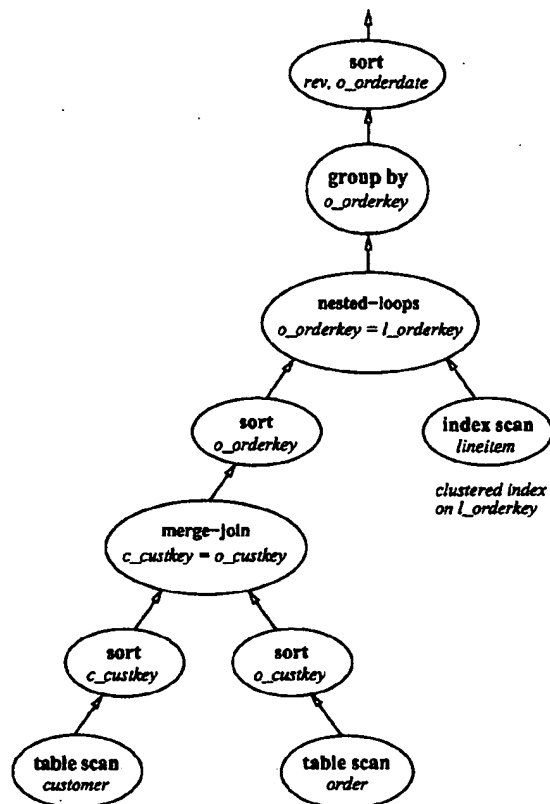 sort
rev, o_orderdate
group by
o_orderkey
nested-loops
o_orderkey = l_orderkey
sort
o_orderkey
index scan
lineitem
clustered index
on l_orderkey
merge-join
c_custkey = o_custkey
sort
c_custkey
sort
o_custkey
table scan
customer
table scan
order